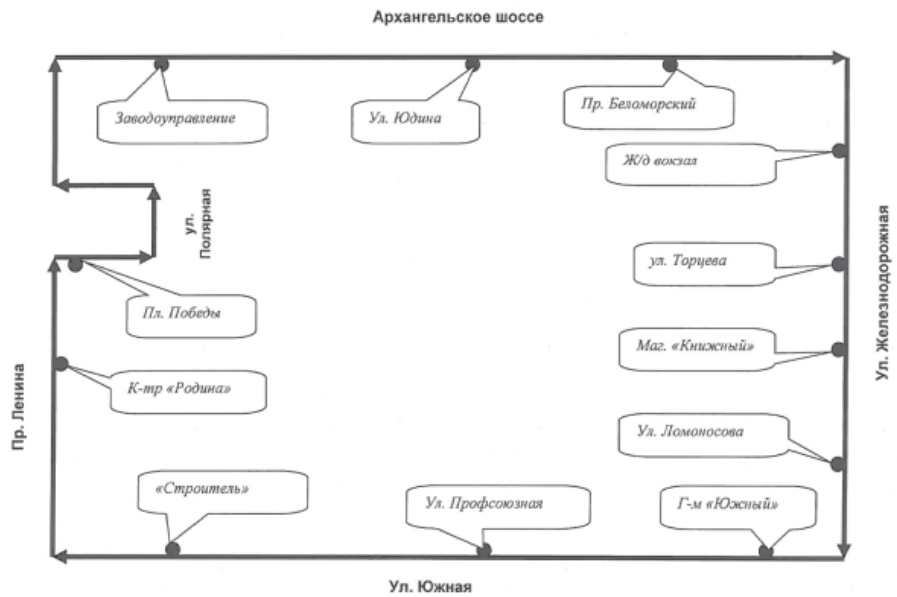 Архангельское шоссе
Заводоуправление
Ул. Юдина
Пр. Беломорский
Ж/д вокзал
ул.
Полярная
ул. Торцева
Ул. Железнодорожная
Пл. Победы
Маг. «Книжный»
К-тр «Родина»
Пр. Ленина
Ул. Ломоносова
«Строитель»
Ул. Профсоюзная
Г-м «Южный»
Ул. Южная